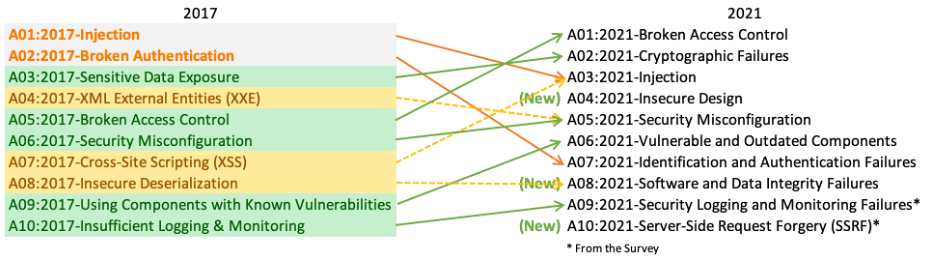 2017
2021
A01:2017-Injection
A01:2021-Broken Access Control
A02:2017-Broken Authentication
A02:2021-Cryptographic Failures
A03:2017-Sensitive Data Exposure
A03:2021-Injection
A04:2017-XML External Entities (XXE)
(New) A04:2021-Insecure Design
A05:2017-Broken Access Control
A05:2021-Security Misconfiguration
A06:2017-Security Misconfiguration
A06:2021-Vulnerable and Outdated Components
A07:2017-Cross-Site Scripting (XSS)
A07:2021-Identification and Authentication Failures
A08:2017-Insecure Deserialization
(New) A08:2021-Software and Data Integrity Failures
A09:2017-Using Components with Known Vulnerabilities
A09:2021-Security Logging and Monitoring Failures*
A10:2017-Insufficient Logging & Monitoring
(New) A10:2021-Server-Side Request Forgery (SSRF)*
* From the Survey